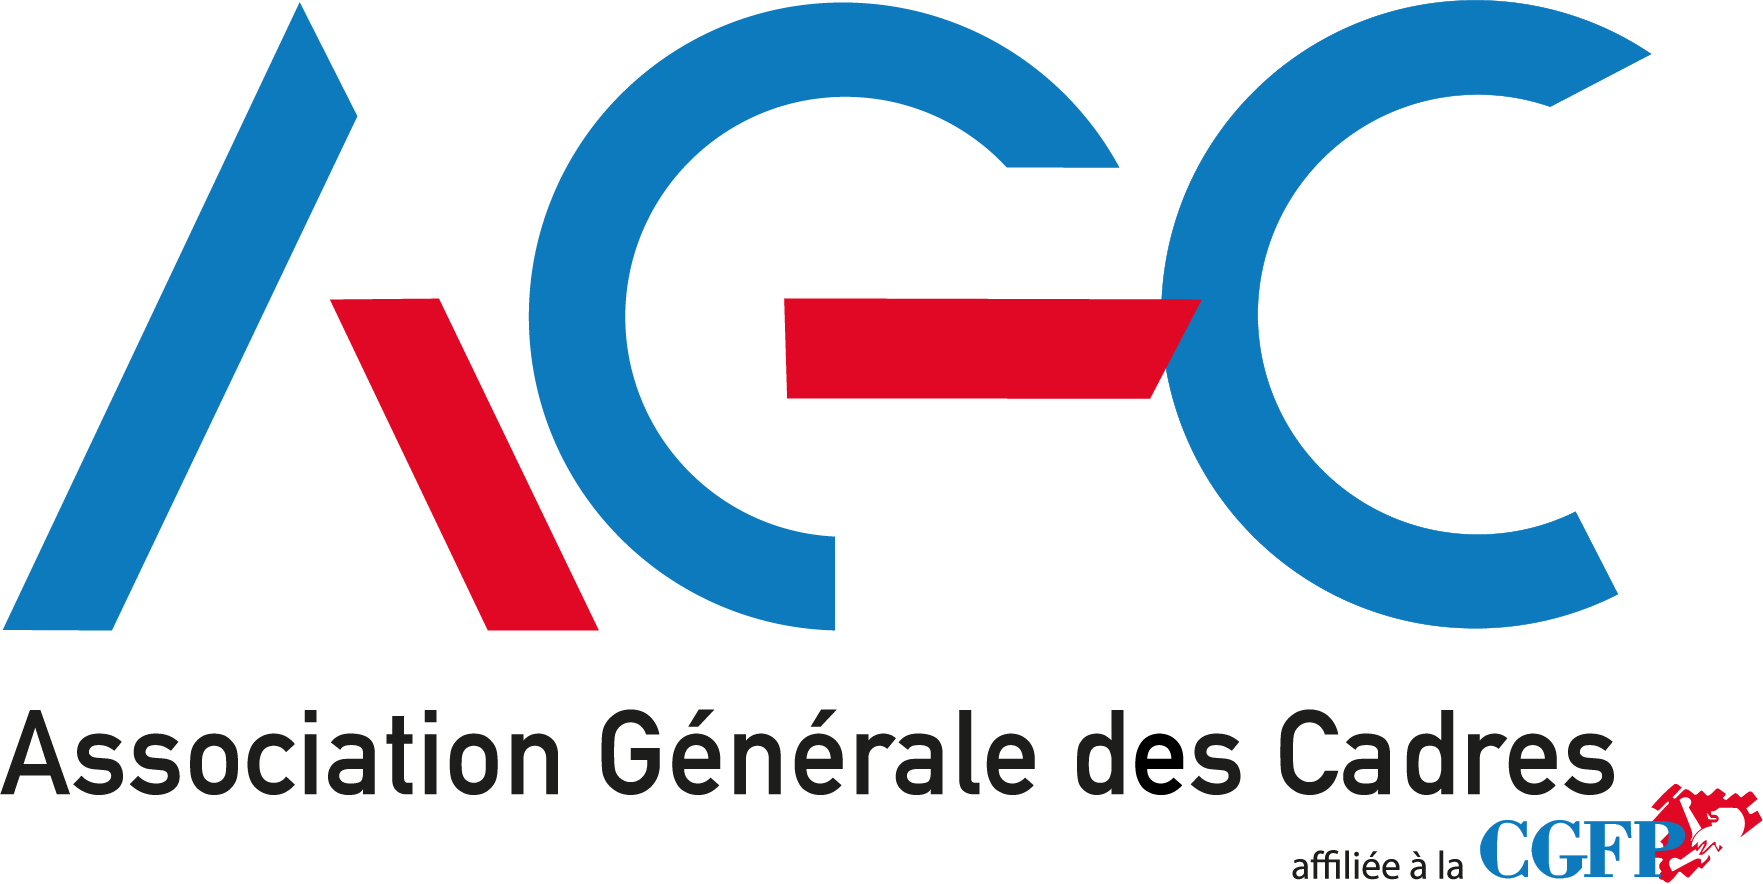 AGC
Association Générale des Cadres
affiliée à la CGFP